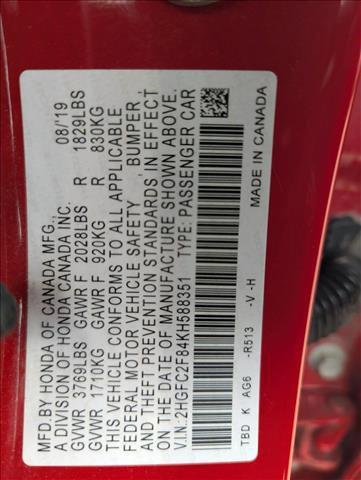 MFD.BY HONDA OF CANADA MFG., 08/'19
A DIVISION OF HONDA CANADA INC.
GVWR 3769LBS GAWR F 2028LBS R 1829LBS
GVWR 1710KG GAWR F 920KG R 830KG
THIS VEHICLE CONFORMS TO ALL APPLICABLE
FEDERAL MOTOR VEHICLE SAFETY, BUMPER,
AND THEFT PREVENTION STANDARDS IN EFFECT
ON THE DATE OF MANUFACTURE SHOWN ABOVE.
V.I.N.:2HGFC2F84KH588351 TYPE:PASSENGER CAR
TBD K AG6 -R513 -V -H MADE IN CANADA